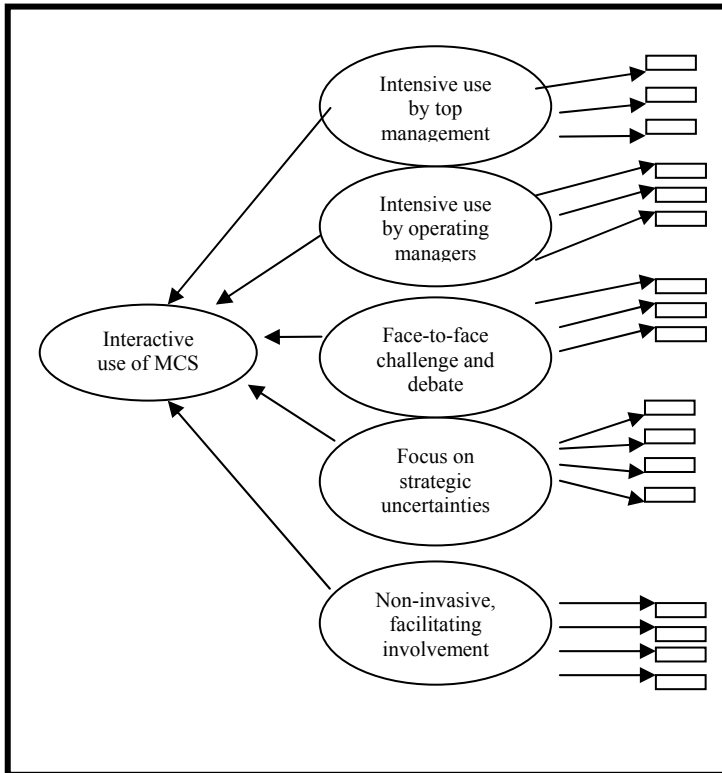 Intensive use
by top
management
Intensive use
by operating
managers
Interactive
use of MCS
Face-to-face
challenge and
debate
Focus on
strategic
uncertainties
Non-invasive,
facilitating
involvement